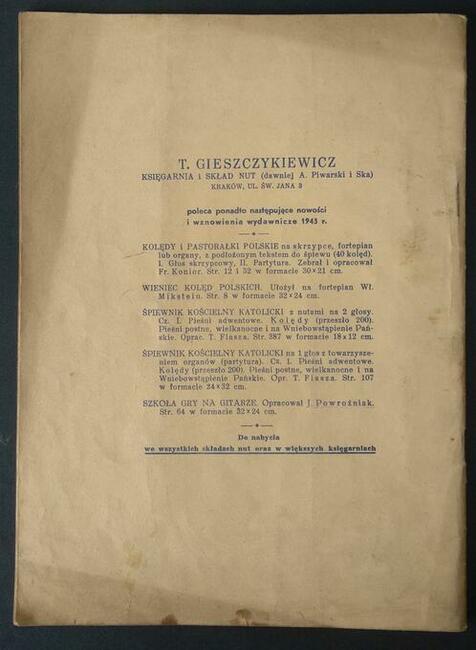 T. GIESZCZYKIEWICZ
KSIĘGARNIA i SKŁAD NUT (dawniej A. Piwarski i Ska)
KRAKÓW, UL. ŚW. JANA 3
poleca ponadto następujące nowości
i wznowienia wydawnicze 1945 r.
KOLĘDY i PASTORAŁKI POLSKIE na skrzypce, fortepian
lub organy, z podłożonym tekstem do śpiewu (40 kolęd).
I. Głos skrzypcowy, II. Partytura. Zebrał i opracował
Fr. Konior. Str. 12 i 32 w formacie 30×21 cm.
WIENIEC KOLĘD POLSKICH. Ułożył na fortepian Wł.
Mikstein. Str. 8 w formacie 32×24 cm.
ŚPIEWNIK KOŚCIELNY KATOLICKI z nutami na 2 głosy.
Cz. I. Pieśni adwentowe. Kolędy (przeszło 200).
Pieśni postne, wielkanocne i na Wniebowstąpienie Pań-
skie. Oprac. T. Flasza. Str. 387 w formacie 18×12 cm.
ŚPIEWNIK KOŚCIELNY KATOLICKI na 1 głos z towarzysze-
niem organów (partytura). Cz. I. Pieśni adwentowe.
Kolędy (przeszło 200). Pieśni postne, wielkanocne i na
Wniebowstąpienie Pańskie. Opr. T. Flasza. Str. 107
w formacie 24×32 cm.
SZKOŁA GRY NA GITARZE. Opracował J. Powroźniak.
Str. 64 w formacie 32×24 cm.
Do nabycia
we wszystkich składach nut oraz w większych księgarniach